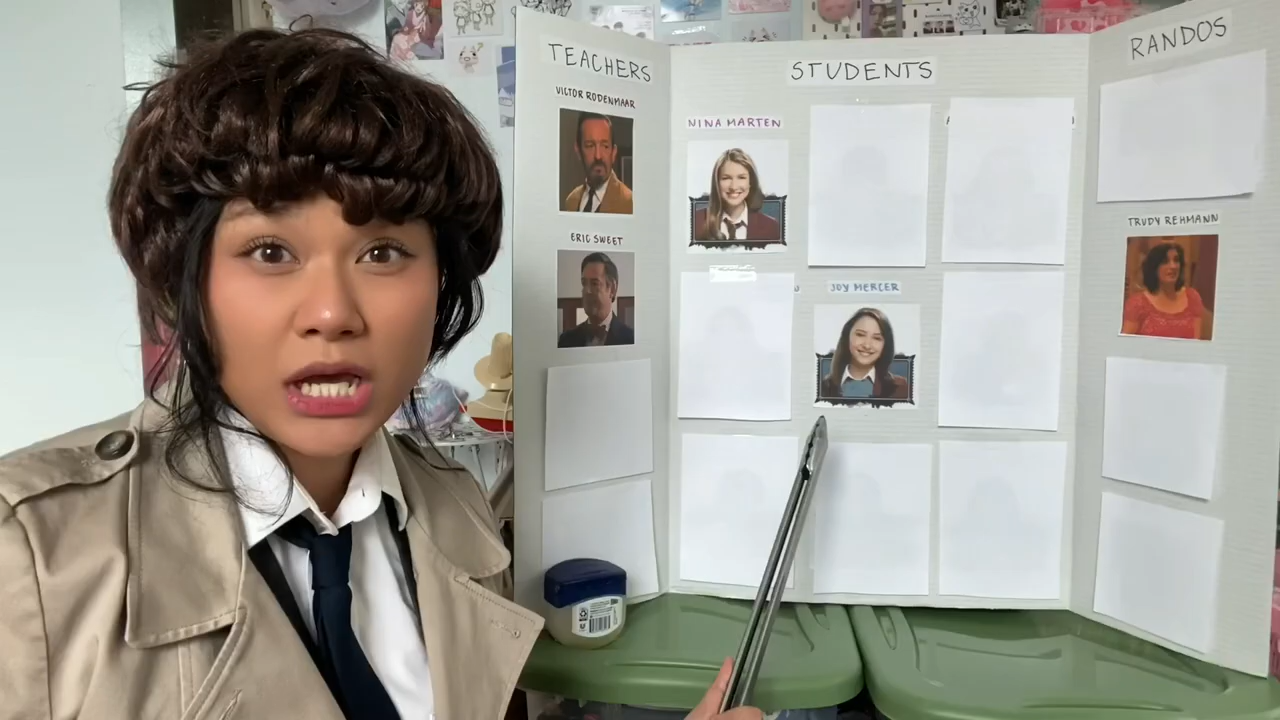 TEACHERS
VICTOR RODENMAAR
ERIC SWEET
STUDENTS
NINA MARTEN
JOY MERCER
RANDOS
TRUDY REHMANN